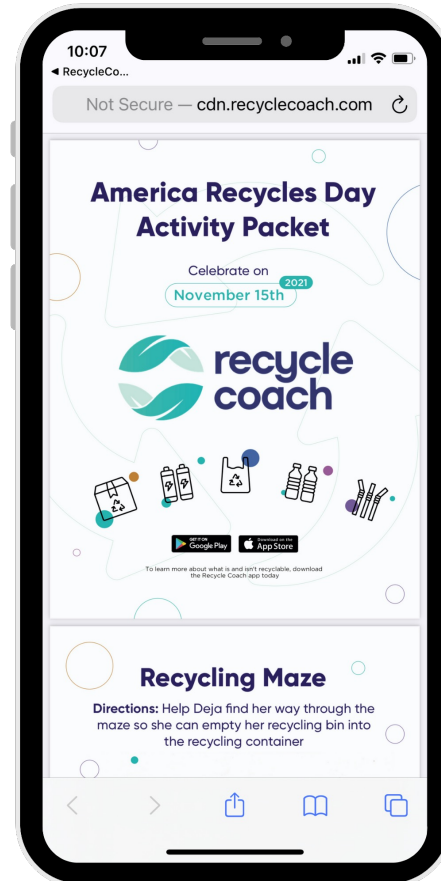 10:07
◀ RecycleCo...
Not Secure — cdn.recyclecoach.com
America Recycles Day
Activity Packet
Celebrate on
2021
November 15th
recycle
coach
GET IT ON
Google Play
Download on the
App Store
To learn more about what is and isn't recyclable, download
the Recycle Coach app today
Recycling Maze
Directions: Help Deja find her way through the
maze so she can empty her recycling bin into
the recycling container